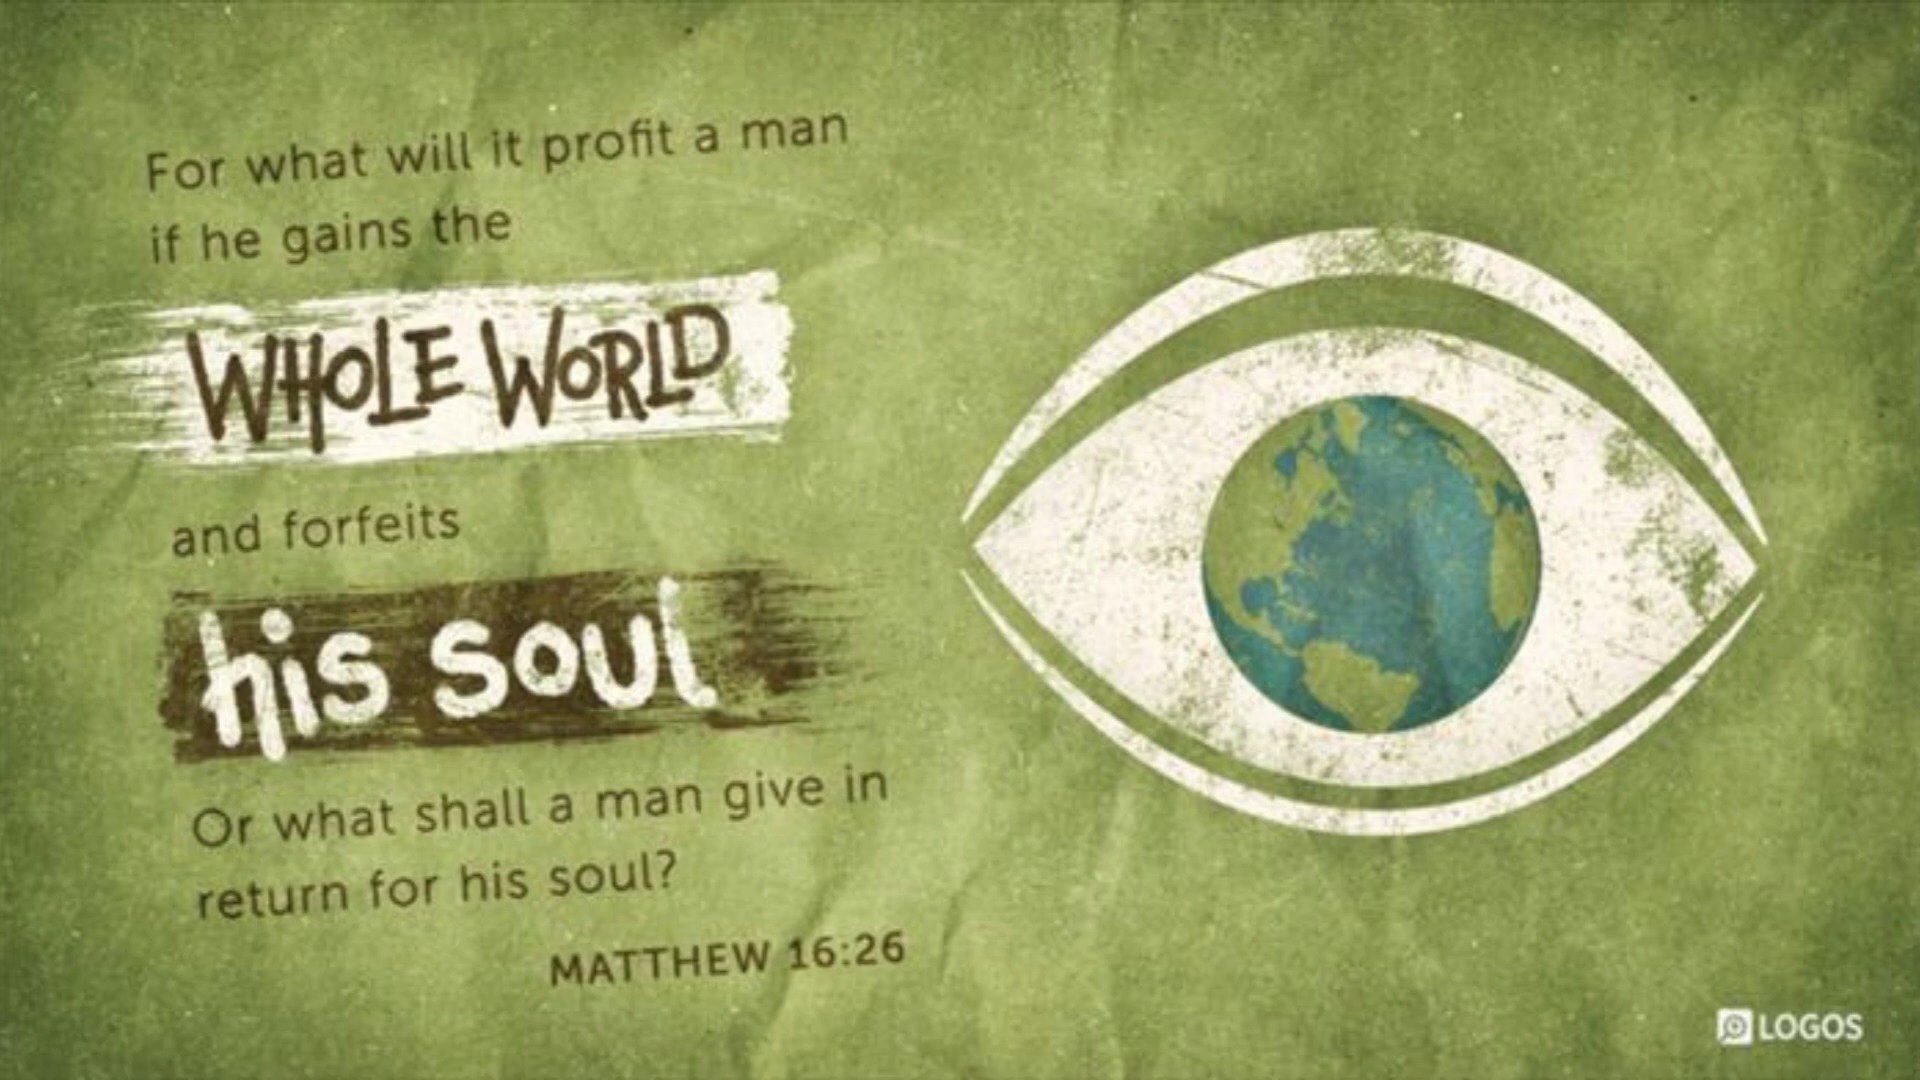 For what will it profit a man
if he gains the
WHOLE WORLD
and forfeits
his soul
Or what shall a man give in
return for his soul?
MATTHEW 16:26
LOGOS